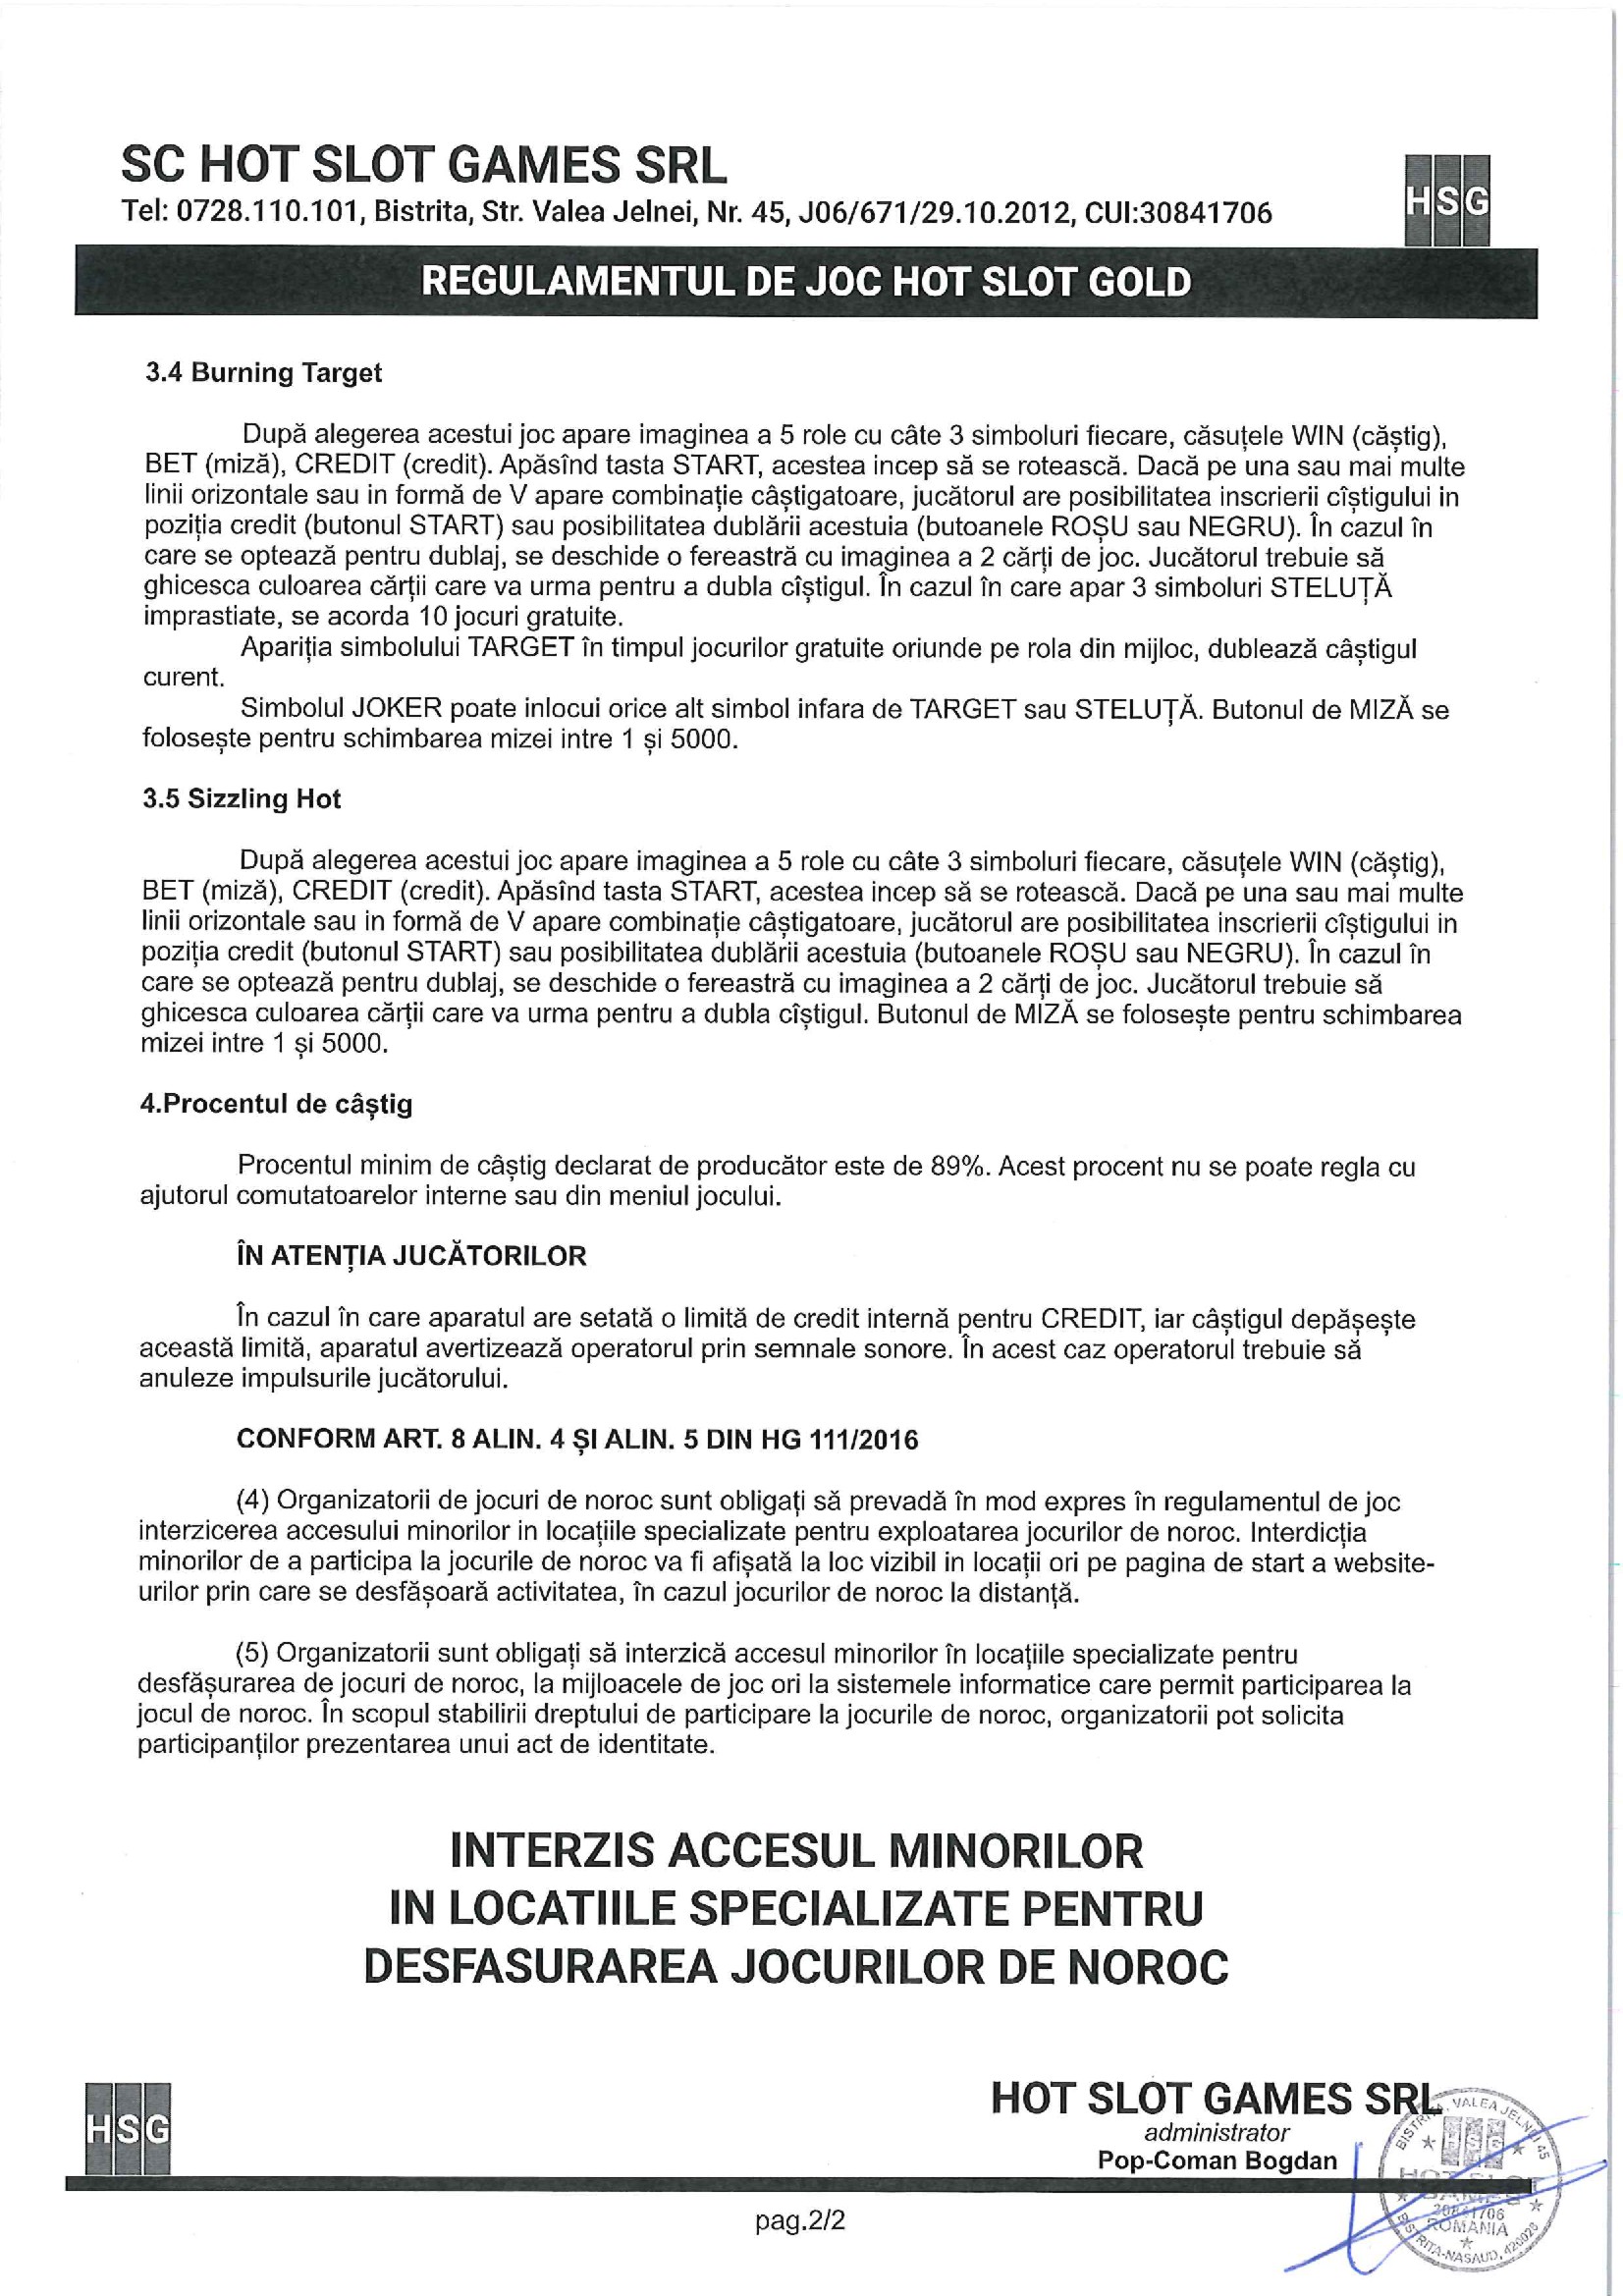 SC HOT SLOT GAMES SRL
Tel: 0728.110.101, Bistrita, Str. Valea Jelnei, Nr. 45, J06/671/29.10.2012, CUI:30841706
HSG
REGULAMENTUL DE JOC HOT SLOT GOLD
3.4 Burning Target
După alegerea acestui joc apare imaginea a 5 role cu câte 3 simboluri fiecare, căsuțele WIN (căștig),
BET (miză), CREDIT (credit). Apăsînd tasta START, acestea incep să se rotească. Dacă pe una sau mai multe
linii orizontale sau in formă de V apare combinație câștigatoare, jucătorul are posibilitatea inscrierii cîștigului in
poziția credit (butonul START) sau posibilitatea dublării acestuia (butoanele ROȘU sau NEGRU). În cazul în
care se optează pentru dublaj, se deschide o fereastră cu imaginea a 2 cărți de joc. Jucătorul trebuie să
ghicesca culoarea cărții care va urma pentru a dubla cîștigul. În cazul în care apar 3 simboluri STELUȚĂ
imprastiate, se acorda 10 jocuri gratuite.
Apariția simbolului TARGET în timpul jocurilor gratuite oriunde pe rola din mijloc, dublează câștigul
curent.
Simbolul JOKER poate inlocui orice alt simbol infara de TARGET sau STELUȚĂ. Butonul de MIZĂ se
folosește pentru schimbarea mizei intre 1 și 5000.
3.5 Sizzling Hot
După alegerea acestui joc apare imaginea a 5 role cu câte 3 simboluri fiecare, căsuțele WIN (căștig),
BET (miză), CREDIT (credit). Apăsînd tasta START, acestea incep să se rotească. Dacă pe una sau mai multe
linii orizontale sau in formă de V apare combinație câștigatoare, jucătorul are posibilitatea inscrierii cîștigului in
poziția credit (butonul START) sau posibilitatea dublării acestuia (butoanele ROȘU sau NEGRU). În cazul în
care se optează pentru dublaj, se deschide o fereastră cu imaginea a 2 cărți de joc. Jucătorul trebuie să
ghicesca culoarea cărții care va urma pentru a dubla cîștigul. Butonul de MIZĂ se folosește pentru schimbarea
mizei intre 1 și 5000.
4.Procentul de câștig
Procentul minim de câștig declarat de producător este de 89%. Acest procent nu se poate regla cu
ajutorul comutatoarelor interne sau din meniul jocului.
ÎN ATENȚIA JUCĂTORILOR
În cazul în care aparatul are setată o limită de credit internă pentru CREDIT, iar câștigul depășește
această limită, aparatul avertizează operatorul prin semnale sonore. În acest caz operatorul trebuie să
anuleze impulsurile jucătorului.
CONFORM ART. 8 ALIN. 4 ȘI ALIN. 5 DIN HG 111/2016
(4) Organizatorii de jocuri de noroc sunt obligați să prevadă în mod expres în regulamentul de joc
interzicerea accesului minorilor in locațiile specializate pentru exploatarea jocurilor de noroc. Interdicția
minorilor de a participa la jocurile de noroc va fi afișată la loc vizibil in locații ori pe pagina de start a website-
urilor prin care se desfășoară activitatea, în cazul jocurilor de noroc la distanță.
(5) Organizatorii sunt obligați să interzică accesul minorilor în locațiile specializate pentru
desfășurarea de jocuri de noroc, la mijloacele de joc ori la sistemele informatice care permit participarea la
jocul de noroc. În scopul stabilirii dreptului de participare la jocurile de noroc, organizatorii pot solicita
participanților prezentarea unui act de identitate.
INTERZIS ACCESUL MINORILOR
IN LOCATIILE SPECIALIZATE PENTRU
DESFASURAREA JOCURILOR DE NOROC
HSG
HOT SLOT GAMES SRL
administrator
Pop-Coman Bogdan
BISTRITA, VALEA JELNEI 45
HSG
HOT SLOT
GAMES
30841706
ROMANIA
BISTRITA-NASAUD, 420028
pag.2/2